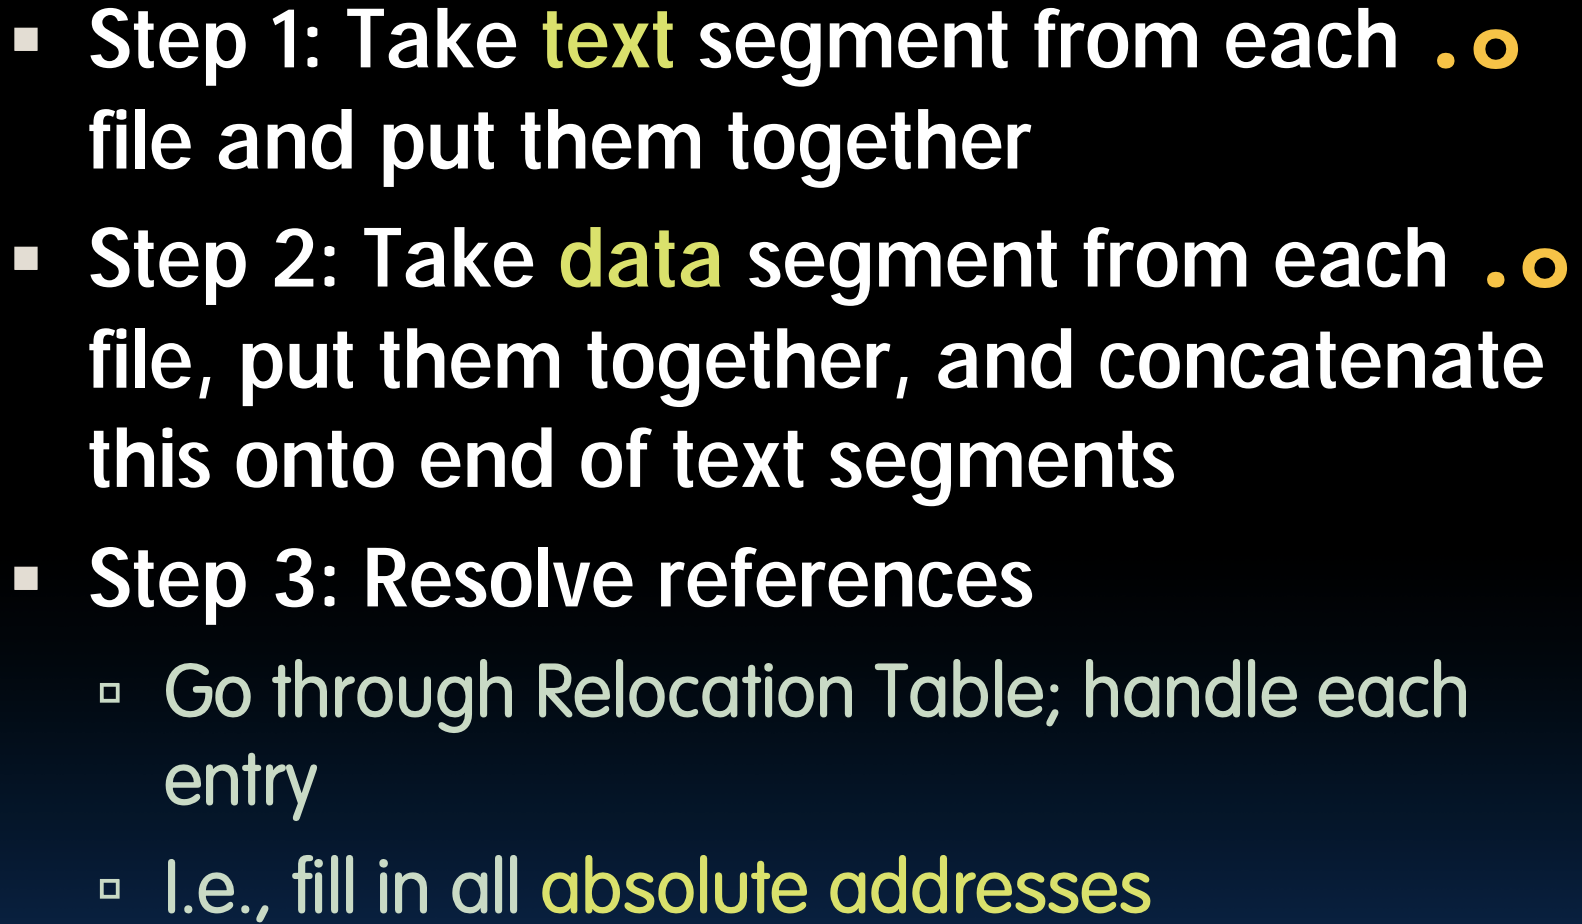 ▪ Step 1: Take text segment from each .o
file and put them together
▪ Step 2: Take data segment from each .o
file, put them together, and concatenate
this onto end of text segments
▪ Step 3: Resolve references
▫ Go through Relocation Table; handle each
entry
▫ I.e., fill in all absolute addresses